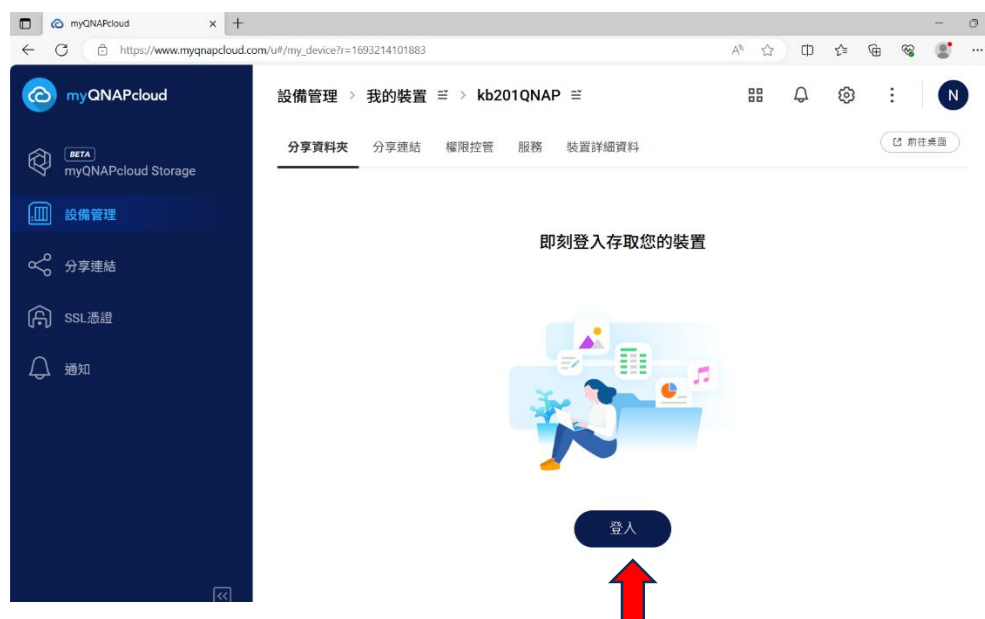 myQNAPcloud
https://www.myqnapcloud.com/u#/my_device?r=1693214101883
myQNAPcloud
設備管理 > 我的裝置 > kb201QNAP
N
分享資料夾 分享連結 權限控管 服務 裝置詳細資料
前往桌面
BETA
myQNAPcloud Storage
設備管理
分享連結
SSL憑證
通知
即刻登入存取您的裝置
登入